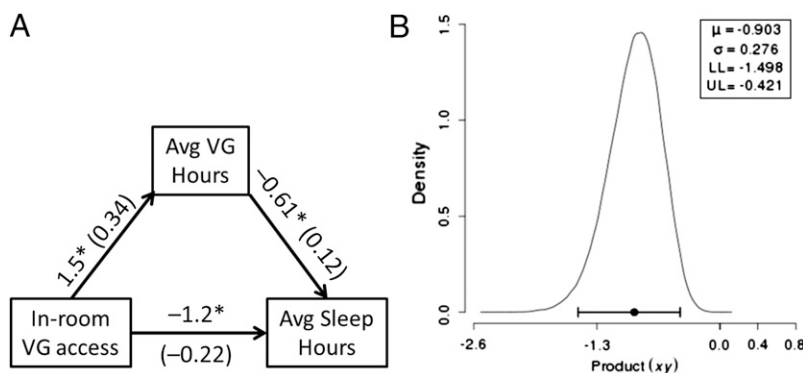 A
Avg VG
Hours
1.5* (0.34)
−0.61* (0.12)
In-room
VG access
−1.2*
(−0.22)
Avg Sleep
Hours
B
μ = -0.903
σ = 0.276
LL= -1.498
UL= -0.421
Density
1.5
1.0
0.5
0.0
-2.6
-1.3
0.0
0.4
0.8
Product (xy)